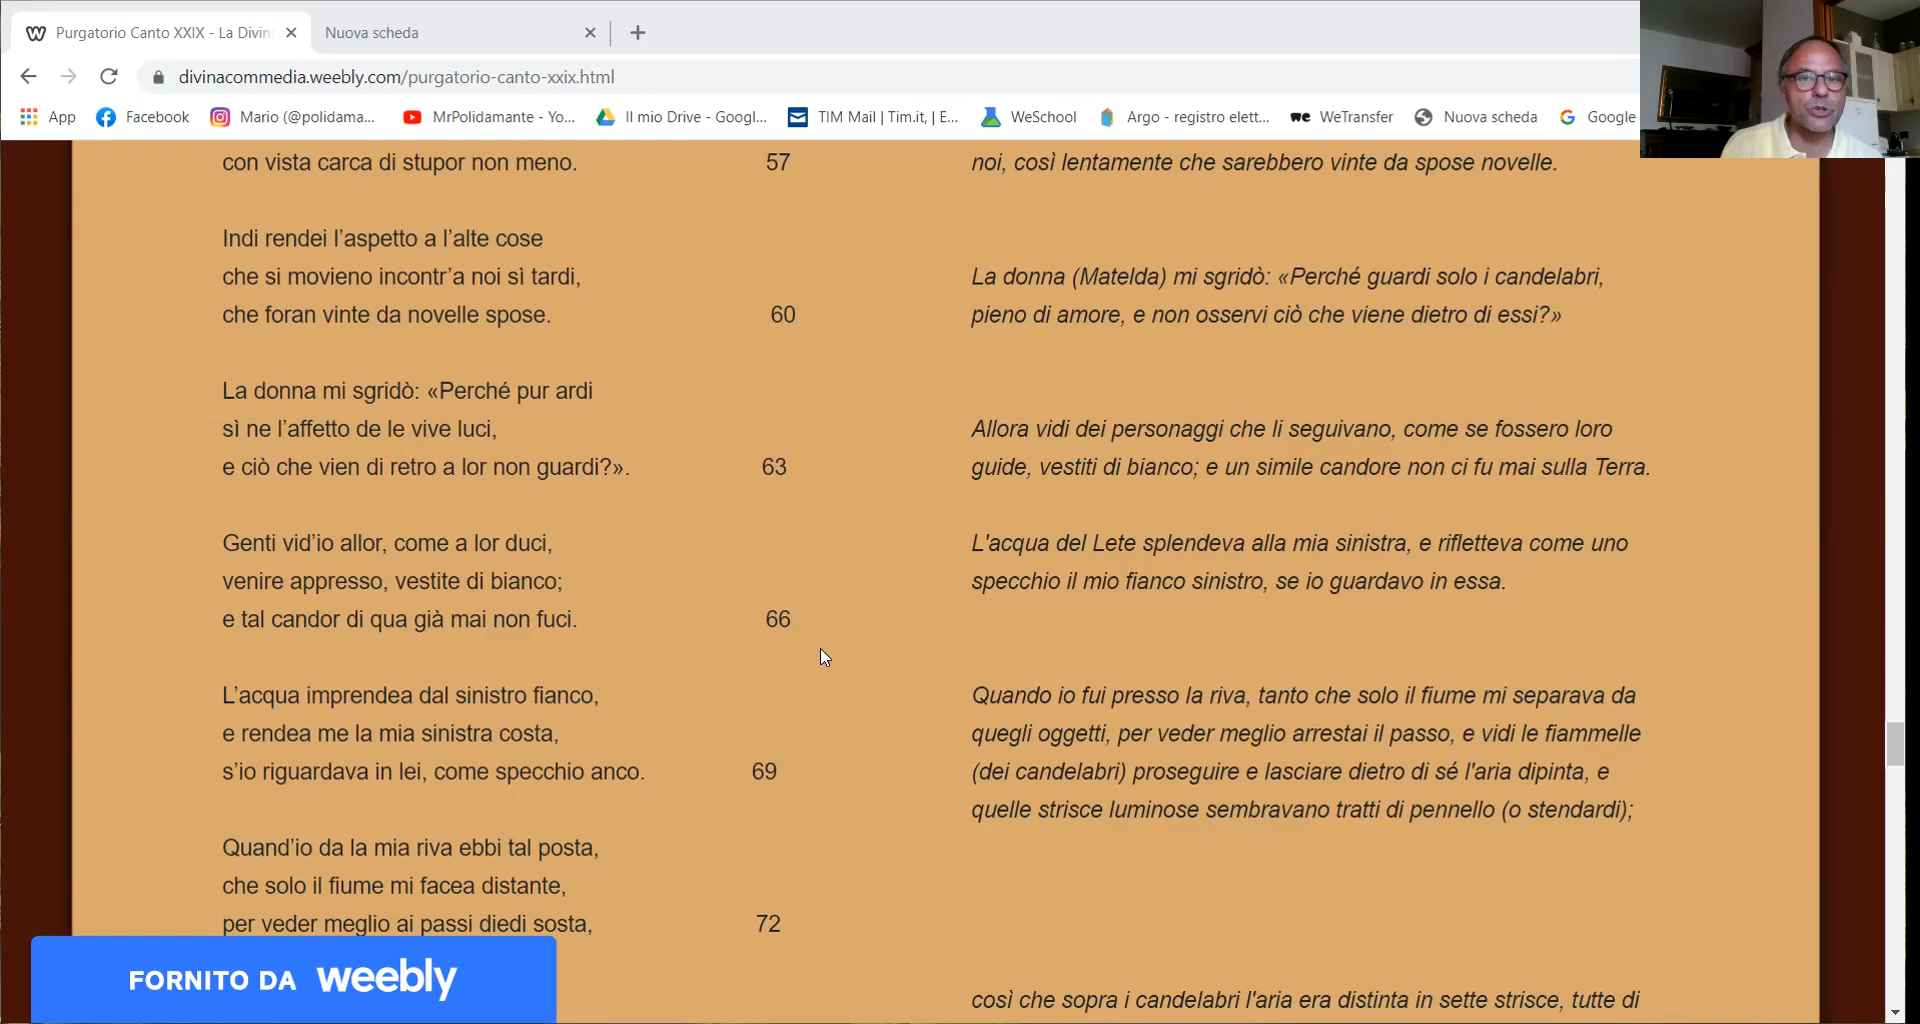 Purgatorio Canto XXIX - La Divin
Nuova scheda
divinacommedia.weebly.com/purgatorio-canto-xxix.html
App
Facebook
Mario (@polidama...
MrPolidamante - Yo...
Il mio Drive - Googl...
TIM Mail | Tim.it, | E...
WeSchool
Argo - registro elett...
WeTransfer
Nuova scheda
Google
con vista carca di stupor non meno. 57
Indi rendei l’aspetto a l’alte cose
che si movieno incontr’a noi sì tardi,
che foran vinte da novelle spose. 60
La donna mi sgridò: «Perché pur ardi
sì ne l’affetto de le vive luci,
e ciò che vien di retro a lor non guardi?». 63
Genti vid’io allor, come a lor duci,
venire appresso, vestite di bianco;
e tal candor di qua già mai non fuci. 66
L’acqua imprendea dal sinistro fianco,
e rendea me la mia sinistra costa,
s’io riguardava in lei, come specchio anco. 69
Quand’io da la mia riva ebbi tal posta,
che solo il fiume mi facea distante,
per veder meglio ai passi diedi sosta, 72
noi, così lentamente che sarebbero vinte da spose novelle.
La donna (Matelda) mi sgridò: «Perché guardi solo i candelabri,
pieno di amore, e non osservi ciò che viene dietro di essi?»
Allora vidi dei personaggi che li seguivano, come se fossero loro
guide, vestiti di bianco; e un simile candore non ci fu mai sulla Terra.
L'acqua del Lete splendeva alla mia sinistra, e rifletteva come uno
specchio il mio fianco sinistro, se io guardavo in essa.
Quando io fui presso la riva, tanto che solo il fiume mi separava da
quegli oggetti, per veder meglio arrestai il passo, e vidi le fiammelle
(dei candelabri) proseguire e lasciare dietro di sé l'aria dipinta, e
quelle strisce luminose sembravano tratti di pennello (o stendardi);
così che sopra i candelabri l'aria era distinta in sette strisce, tutte di
FORNITO DA weebly